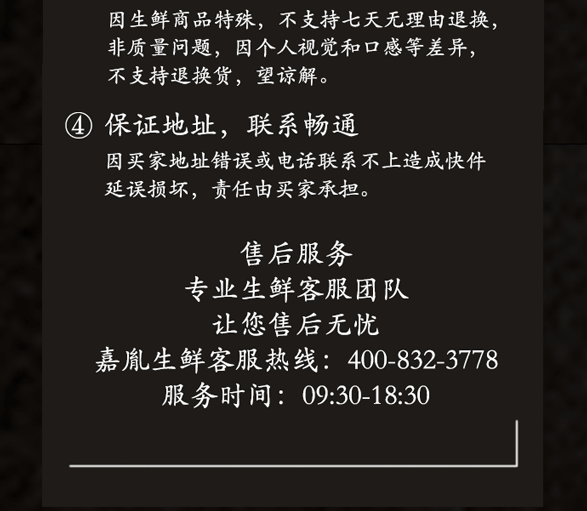 因生鲜商品特殊，不支持七天无理由退换，
非质量问题，因个人视觉和口感等差异，
不支持退换货，望谅解。
④ 保证地址，联系畅通
因买家地址错误或电话联系不上造成快件
延误损坏，责任由买家承担。
售后服务
专业生鲜客服团队
让您售后无忧
嘉胤生鲜客服热线：400-832-3778
服务时间：09:30-18:30